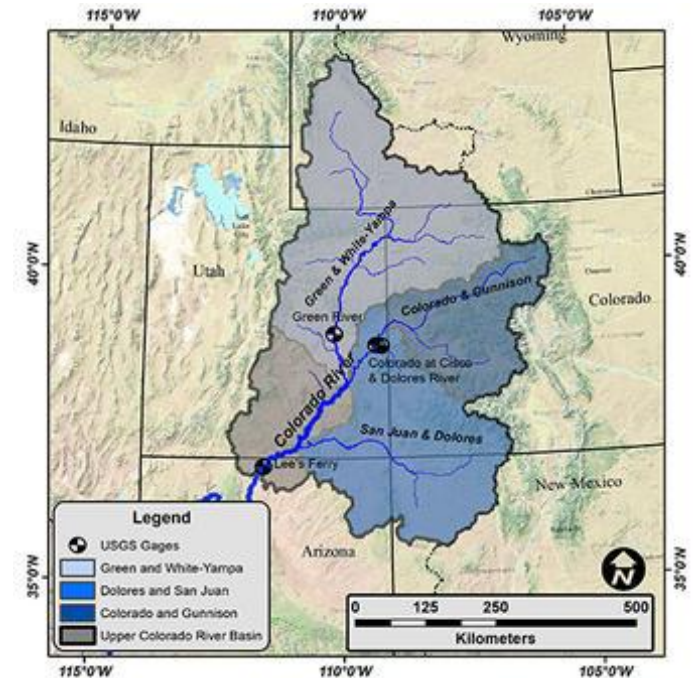 115°0'W 110°0'W 105°0'W
Wyoming
Idaho
40°0'N
40°0'N
Utah
Green & White-Yampa
Colorado & Gunnison
Colorado
Green River
Colorado at Cisco
& Dolores River
Colorado River
San Juan & Dolores
Lee's Ferry
New Mexico
Arizona
35°0'N
35°0'N
Legend
USGS Gages
Green and White-Yampa
Dolores and San Juan
Colorado and Gunnison
Upper Colorado River Basin
N
0 125 250 500
Kilometers
115°0'W 110°0'W 105°0'W